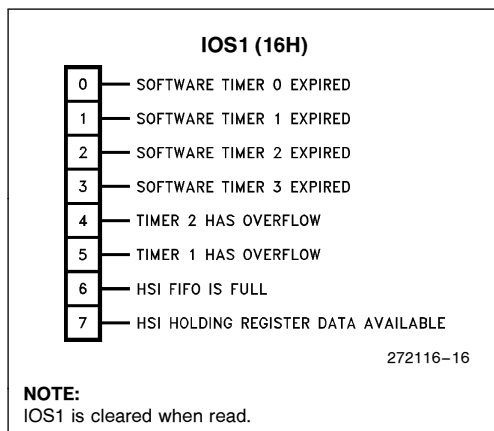 IOS1 (16H)
0 SOFTWARE TIMER 0 EXPIRED
1 SOFTWARE TIMER 1 EXPIRED
2 SOFTWARE TIMER 2 EXPIRED
3 SOFTWARE TIMER 3 EXPIRED
4 TIMER 2 HAS OVERFLOW
5 TIMER 1 HAS OVERFLOW
6 HSI FIFO IS FULL
7 HSI HOLDING REGISTER DATA AVAILABLE
272116–16
NOTE:
IOS1 is cleared when read.